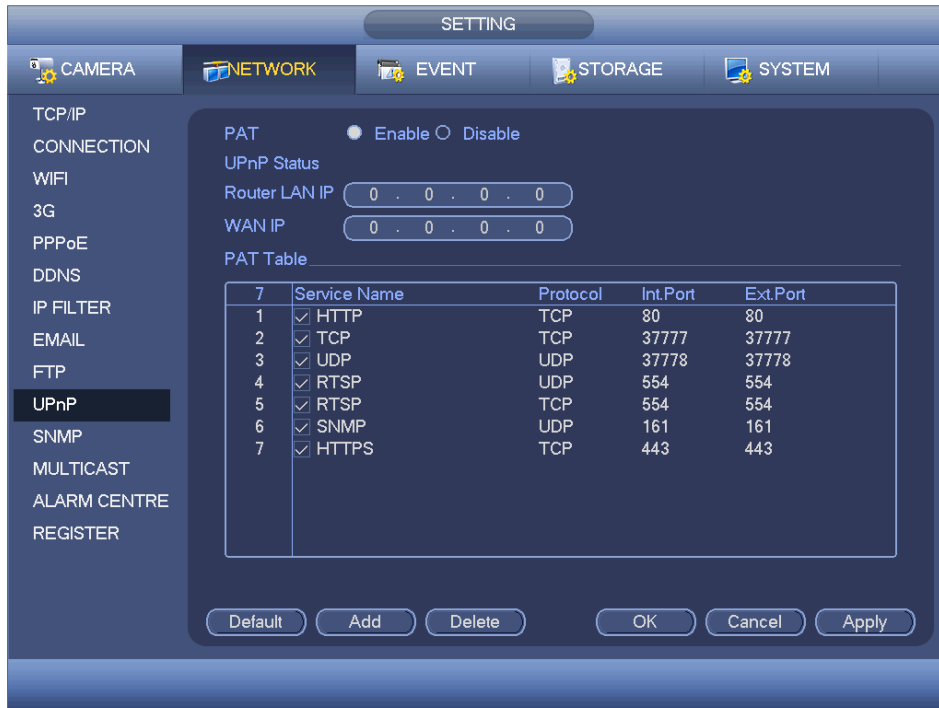 SETTING
CAMERA NETWORK EVENT STORAGE SYSTEM
TCP/IP
CONNECTION
WIFI
3G
PPPoE
DDNS
IP FILTER
EMAIL
FTP
UPnP
SNMP
MULTICAST
ALARM CENTRE
REGISTER
PAT Enable Disable
UPnP Status
Router LAN IP 0 . 0 . 0 . 0
WAN IP 0 . 0 . 0 . 0
PAT Table
7 Service Name Protocol Int.Port Ext.Port
1 HTTP TCP 80 80
2 TCP TCP 37777 37777
3 UDP UDP 37778 37778
4 RTSP UDP 554 554
5 RTSP TCP 554 554
6 SNMP UDP 161 161
7 HTTPS TCP 443 443
Default Add Delete OK Cancel Apply